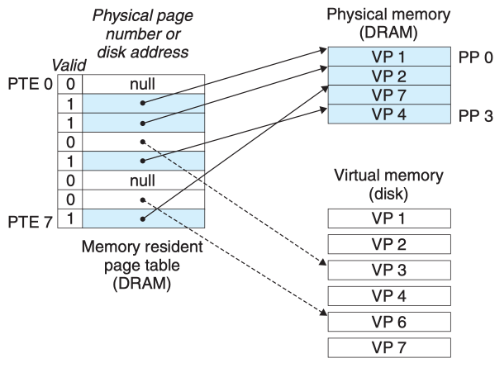 Physical page
number or
disk address
Valid
PTE 0 0 null
1
1
0
1
0 null
0
PTE 7 1
Memory resident
page table
(DRAM)
Physical memory
(DRAM)
VP 1 PP 0
VP 2
VP 7
VP 4 PP 3
Virtual memory
(disk)
VP 1
VP 2
VP 3
VP 4
VP 6
VP 7